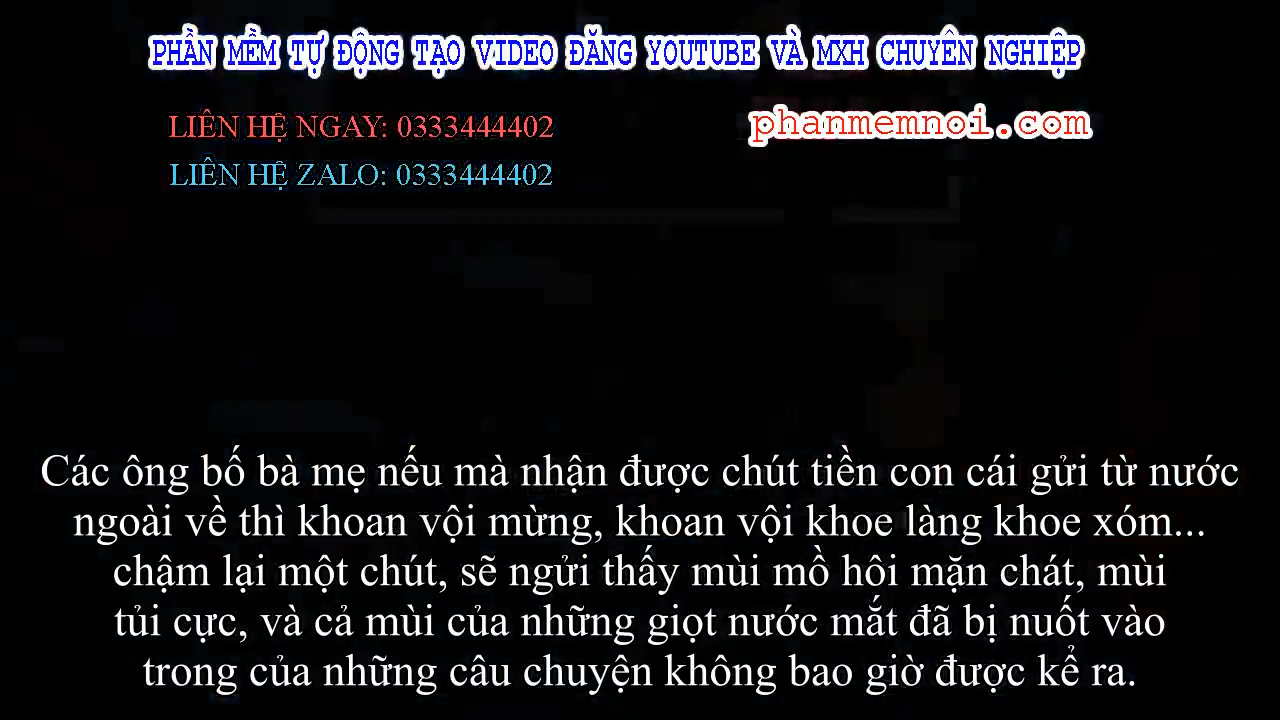 PHẦN MỀM TỰ ĐỘNG TẠO VIDEO ĐĂNG YOUTUBE VÀ MXH CHUYÊN NGHIỆP
LIÊN HỆ NGAY: 0333444402
phanmemnoi.com
LIÊN HỆ ZALO: 0333444402
Các ông bố bà mẹ nếu mà nhận được chút tiền con cái gửi từ nước
ngoài về thì khoan vội mừng, khoan vội khoe làng khoe xóm...
chậm lại một chút, sẽ ngửi thấy mùi mồ hôi mặn chát, mùi
tủi cực, và cả mùi của những giọt nước mắt đã bị nuốt vào
trong của những câu chuyện không bao giờ được kể ra.